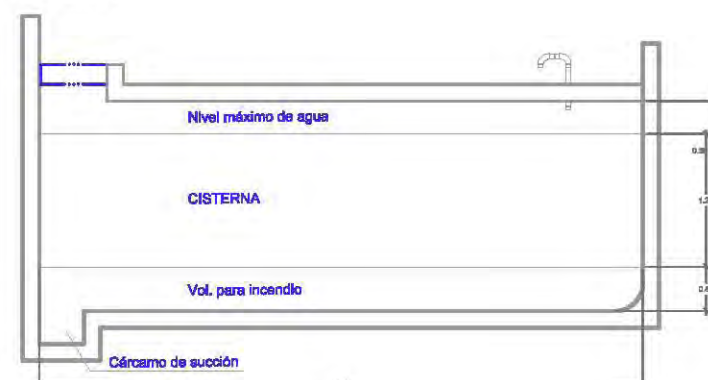 Nivel máximo de agua
CISTERNA
Vol. para incendio
Cárcamo de succión